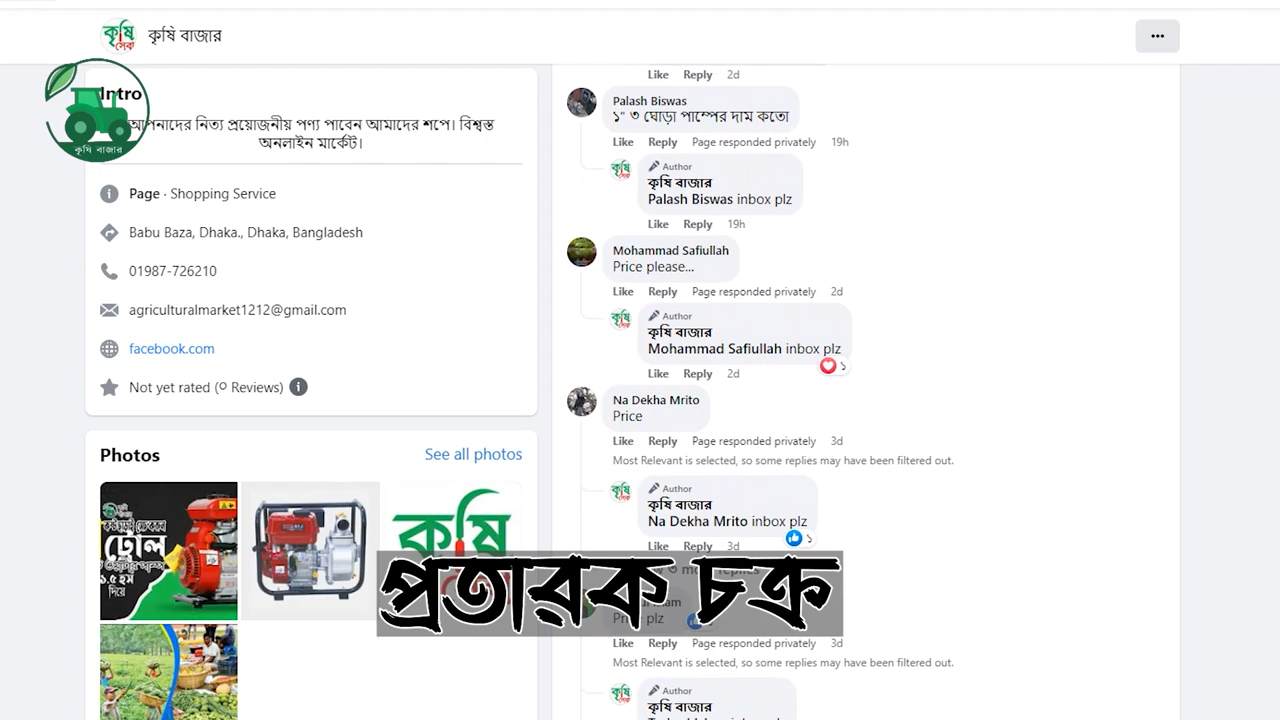 কৃষি সেবা
কৃষি বাজার
Intro
আপনাদের নিত্য প্রয়োজনীয় পণ্য পাবেন আমাদের শপে। বিশ্বস্ত
অনলাইন মার্কেট।
কৃষি বাজার
Page · Shopping Service
Babu Baza, Dhaka., Dhaka, Bangladesh
01987-726210
agriculturalmarket1212@gmail.com
facebook.com
Not yet rated (০ Reviews)
Photos
See all photos
দিয়ে
কৃষি
Like Reply 2d
Palash Biswas
১" ৩ ঘোড়া পাম্পের দাম কতো
Like Reply Page responded privately 19h
Author
কৃষি বাজার
Palash Biswas inbox plz
Like Reply 19h
Mohammad Safiullah
Price please...
Like Reply Page responded privately 2d
Author
কৃষি বাজার
Mohammad Safiullah inbox plz
১
Like Reply 2d
Na Dekha Mrito
Price
Like Reply Page responded privately 3d
Most Relevant is selected, so some replies may have been filtered out.
Author
কৃষি বাজার
Na Dekha Mrito inbox plz
১
Like Reply 3d
প্রতারক চক্র
plz
Like Reply Page responded privately 3d
Most Relevant is selected, so some replies may have been filtered out.
Author
কৃষি বাজার